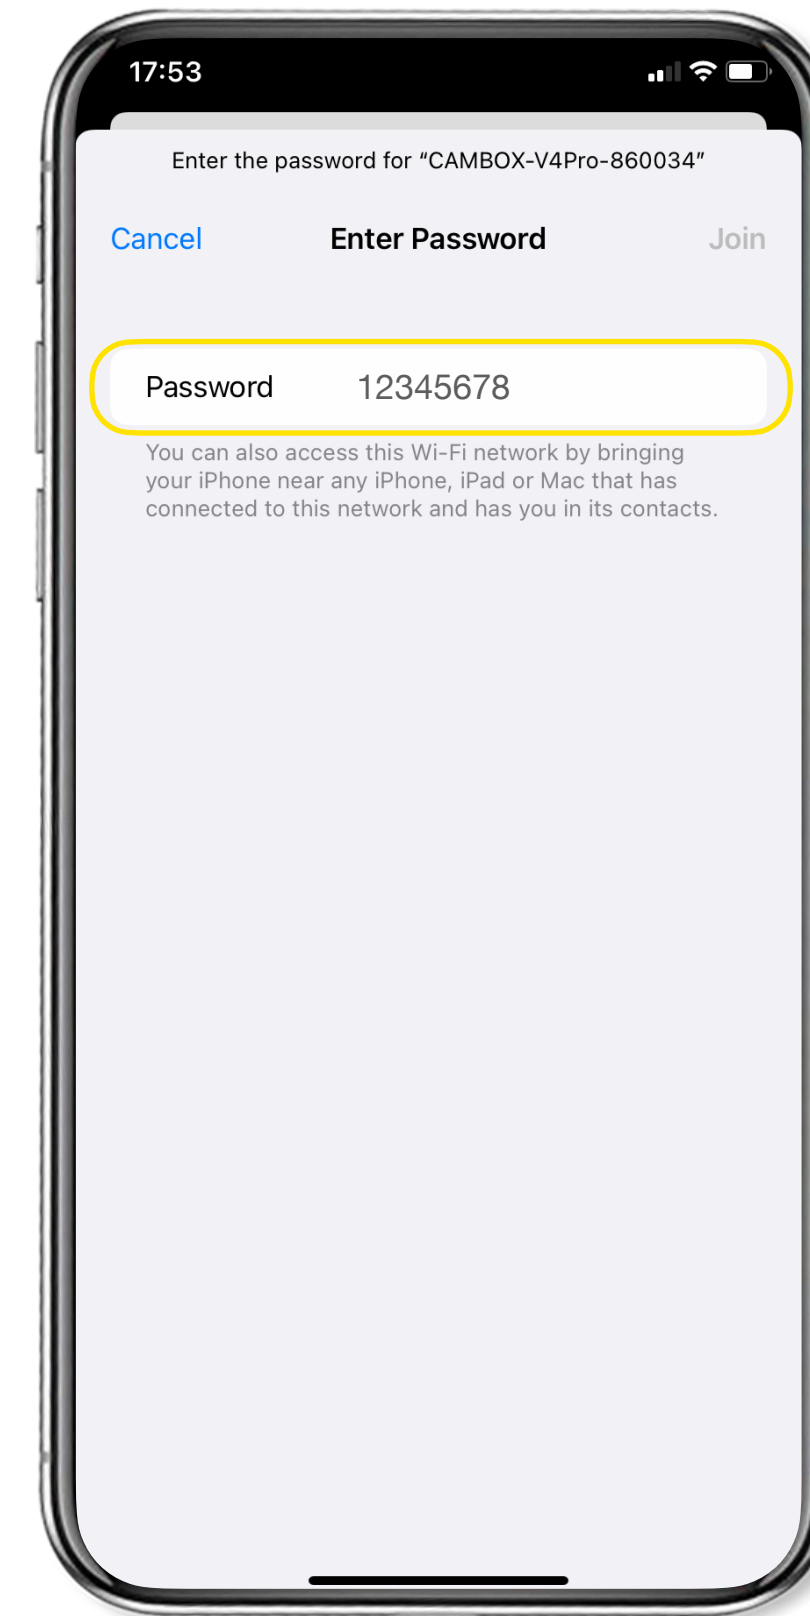 17:53
Enter the password for “CAMBOX-V4Pro-860034”
Cancel Enter Password Join
Password 12345678
You can also access this Wi-Fi network by bringing
your iPhone near any iPhone, iPad or Mac that has
connected to this network and has you in its contacts.